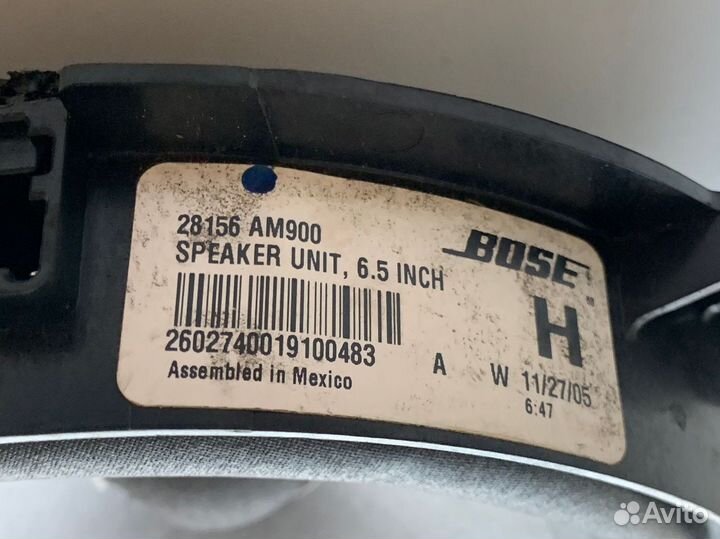 28156 AM900
SPEAKER UNIT, 6.5 INCH
BOSE
H
2602740019100483
Assembled in Mexico
A
W 11/27/05
6:47
Avito